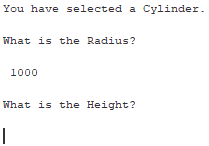 You have selected a Cylinder.
What is the Radius?
1000
What is the Height?